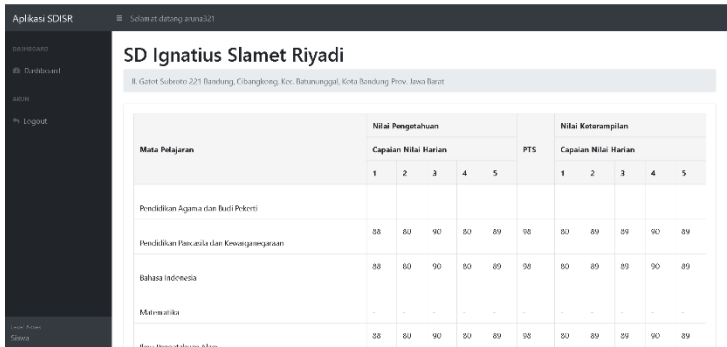 Aplikasi SDISR
Selamat datang aruna321
DASHBOARD
Dashboard
AKUN
Logout
SD Ignatius Slamet Riyadi
Jl. Gatot Subroto 221 Bandung, Cibangkong, Kec. Batununggal, Kota Bandung Prov. Jawa Barat
Mata Pelajaran
Nilai Pengetahuan
PTS
Nilai Keterampilan
Capaian Nilai Harian
Capaian Nilai Harian
1 2 3 4 5
1 2 3 4 5
Pendidikan Agama dan Budi Pekerti
Pendidikan Pancasila dan Kewarganegaraan 88 80 90 80 89 98 80 89 89 90 89
Bahasa Indonesia 88 80 90 80 89 98 80 89 89 90 89
Matematika - - - - - - - - - - -
Ilmu Pengetahuan Alam 88 80 90 80 89 98 80 89 89 90 89
Siswa